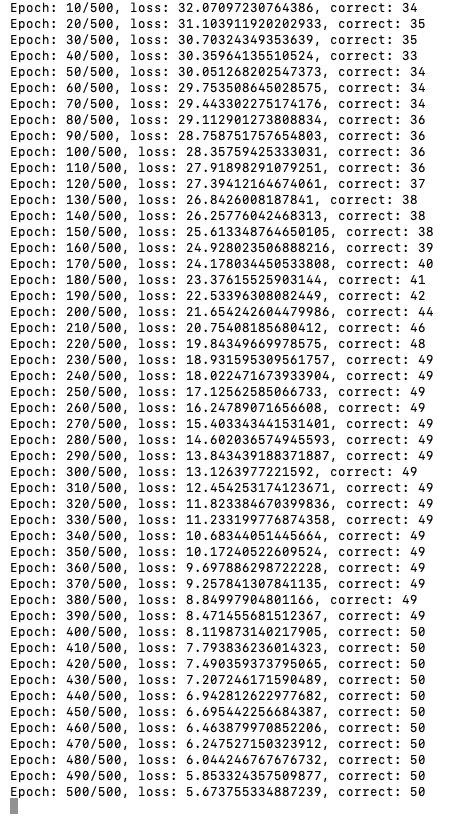 Epoch: 10/500, loss: 32.07097230764386, correct: 34
Epoch: 20/500, loss: 31.103911920202933, correct: 35
Epoch: 30/500, loss: 30.70324349353639, correct: 35
Epoch: 40/500, loss: 30.35964135510524, correct: 33
Epoch: 50/500, loss: 30.051268202547373, correct: 34
Epoch: 60/500, loss: 29.753508645028575, correct: 34
Epoch: 70/500, loss: 29.443302275174176, correct: 34
Epoch: 80/500, loss: 29.112901273808834, correct: 36
Epoch: 90/500, loss: 28.758751757654803, correct: 36
Epoch: 100/500, loss: 28.35759425333031, correct: 36
Epoch: 110/500, loss: 27.91898291079251, correct: 36
Epoch: 120/500, loss: 27.39412164674061, correct: 37
Epoch: 130/500, loss: 26.8426008187841, correct: 38
Epoch: 140/500, loss: 26.25776042468313, correct: 38
Epoch: 150/500, loss: 25.613348764650105, correct: 38
Epoch: 160/500, loss: 24.928023506888216, correct: 39
Epoch: 170/500, loss: 24.178034450533808, correct: 40
Epoch: 180/500, loss: 23.37615525903144, correct: 41
Epoch: 190/500, loss: 22.53396308082449, correct: 42
Epoch: 200/500, loss: 21.654242604479986, correct: 44
Epoch: 210/500, loss: 20.75408185680412, correct: 46
Epoch: 220/500, loss: 19.84349669978575, correct: 48
Epoch: 230/500, loss: 18.931595309561757, correct: 49
Epoch: 240/500, loss: 18.022471673933904, correct: 49
Epoch: 250/500, loss: 17.12562585066733, correct: 49
Epoch: 260/500, loss: 16.24789071656608, correct: 49
Epoch: 270/500, loss: 15.403343441531401, correct: 49
Epoch: 280/500, loss: 14.602036574945593, correct: 49
Epoch: 290/500, loss: 13.843439188371887, correct: 49
Epoch: 300/500, loss: 13.1263977221592, correct: 49
Epoch: 310/500, loss: 12.454253174123671, correct: 49
Epoch: 320/500, loss: 11.823384670399836, correct: 49
Epoch: 330/500, loss: 11.233199776874358, correct: 49
Epoch: 340/500, loss: 10.68344051445664, correct: 49
Epoch: 350/500, loss: 10.17240522609524, correct: 49
Epoch: 360/500, loss: 9.697886298722228, correct: 49
Epoch: 370/500, loss: 9.257841307841135, correct: 49
Epoch: 380/500, loss: 8.84997904801166, correct: 49
Epoch: 390/500, loss: 8.471455681512367, correct: 49
Epoch: 400/500, loss: 8.119873140217905, correct: 50
Epoch: 410/500, loss: 7.793836236014323, correct: 50
Epoch: 420/500, loss: 7.490359373795065, correct: 50
Epoch: 430/500, loss: 7.207246171590489, correct: 50
Epoch: 440/500, loss: 6.942812622977682, correct: 50
Epoch: 450/500, loss: 6.695442256684387, correct: 50
Epoch: 460/500, loss: 6.463879970852206, correct: 50
Epoch: 470/500, loss: 6.247527150323912, correct: 50
Epoch: 480/500, loss: 6.044246767676732, correct: 50
Epoch: 490/500, loss: 5.853324357509877, correct: 50
Epoch: 500/500, loss: 5.673755334887239, correct: 50